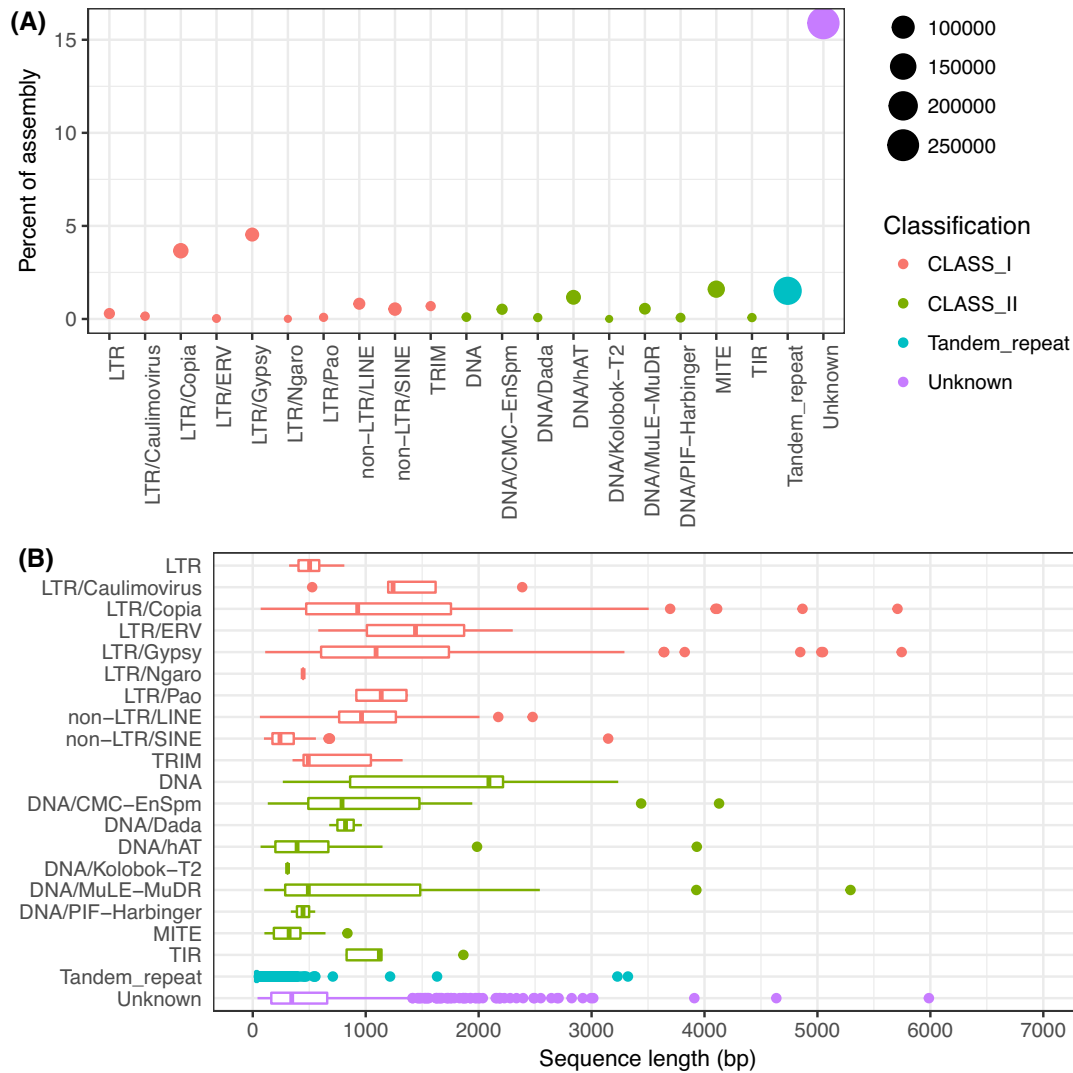 (A)
Percent of assembly
15
10
5
0
LTR
LTR/Caulimovirus
LTR/Copia
LTR/ERV
LTR/Gypsy
LTR/Ngaro
LTR/Pao
non−LTR/LINE
non−LTR/SINE
TRIM
DNA
DNA/CMC−EnSpm
DNA/Dada
DNA/hAT
DNA/Kolobok−T2
DNA/MuLE−MuDR
DNA/PIF−Harbinger
MITE
TIR
Tandem_repeat
Unknown
100000
150000
200000
250000
Classification
CLASS_I
CLASS_II
Tandem_repeat
Unknown
(B)
LTR
LTR/Caulimovirus
LTR/Copia
LTR/ERV
LTR/Gypsy
LTR/Ngaro
LTR/Pao
non−LTR/LINE
non−LTR/SINE
TRIM
DNA
DNA/CMC−EnSpm
DNA/Dada
DNA/hAT
DNA/Kolobok−T2
DNA/MuLE−MuDR
DNA/PIF−Harbinger
MITE
TIR
Tandem_repeat
Unknown
0 1000 2000 3000 4000 5000 6000 7000
Sequence length (bp)